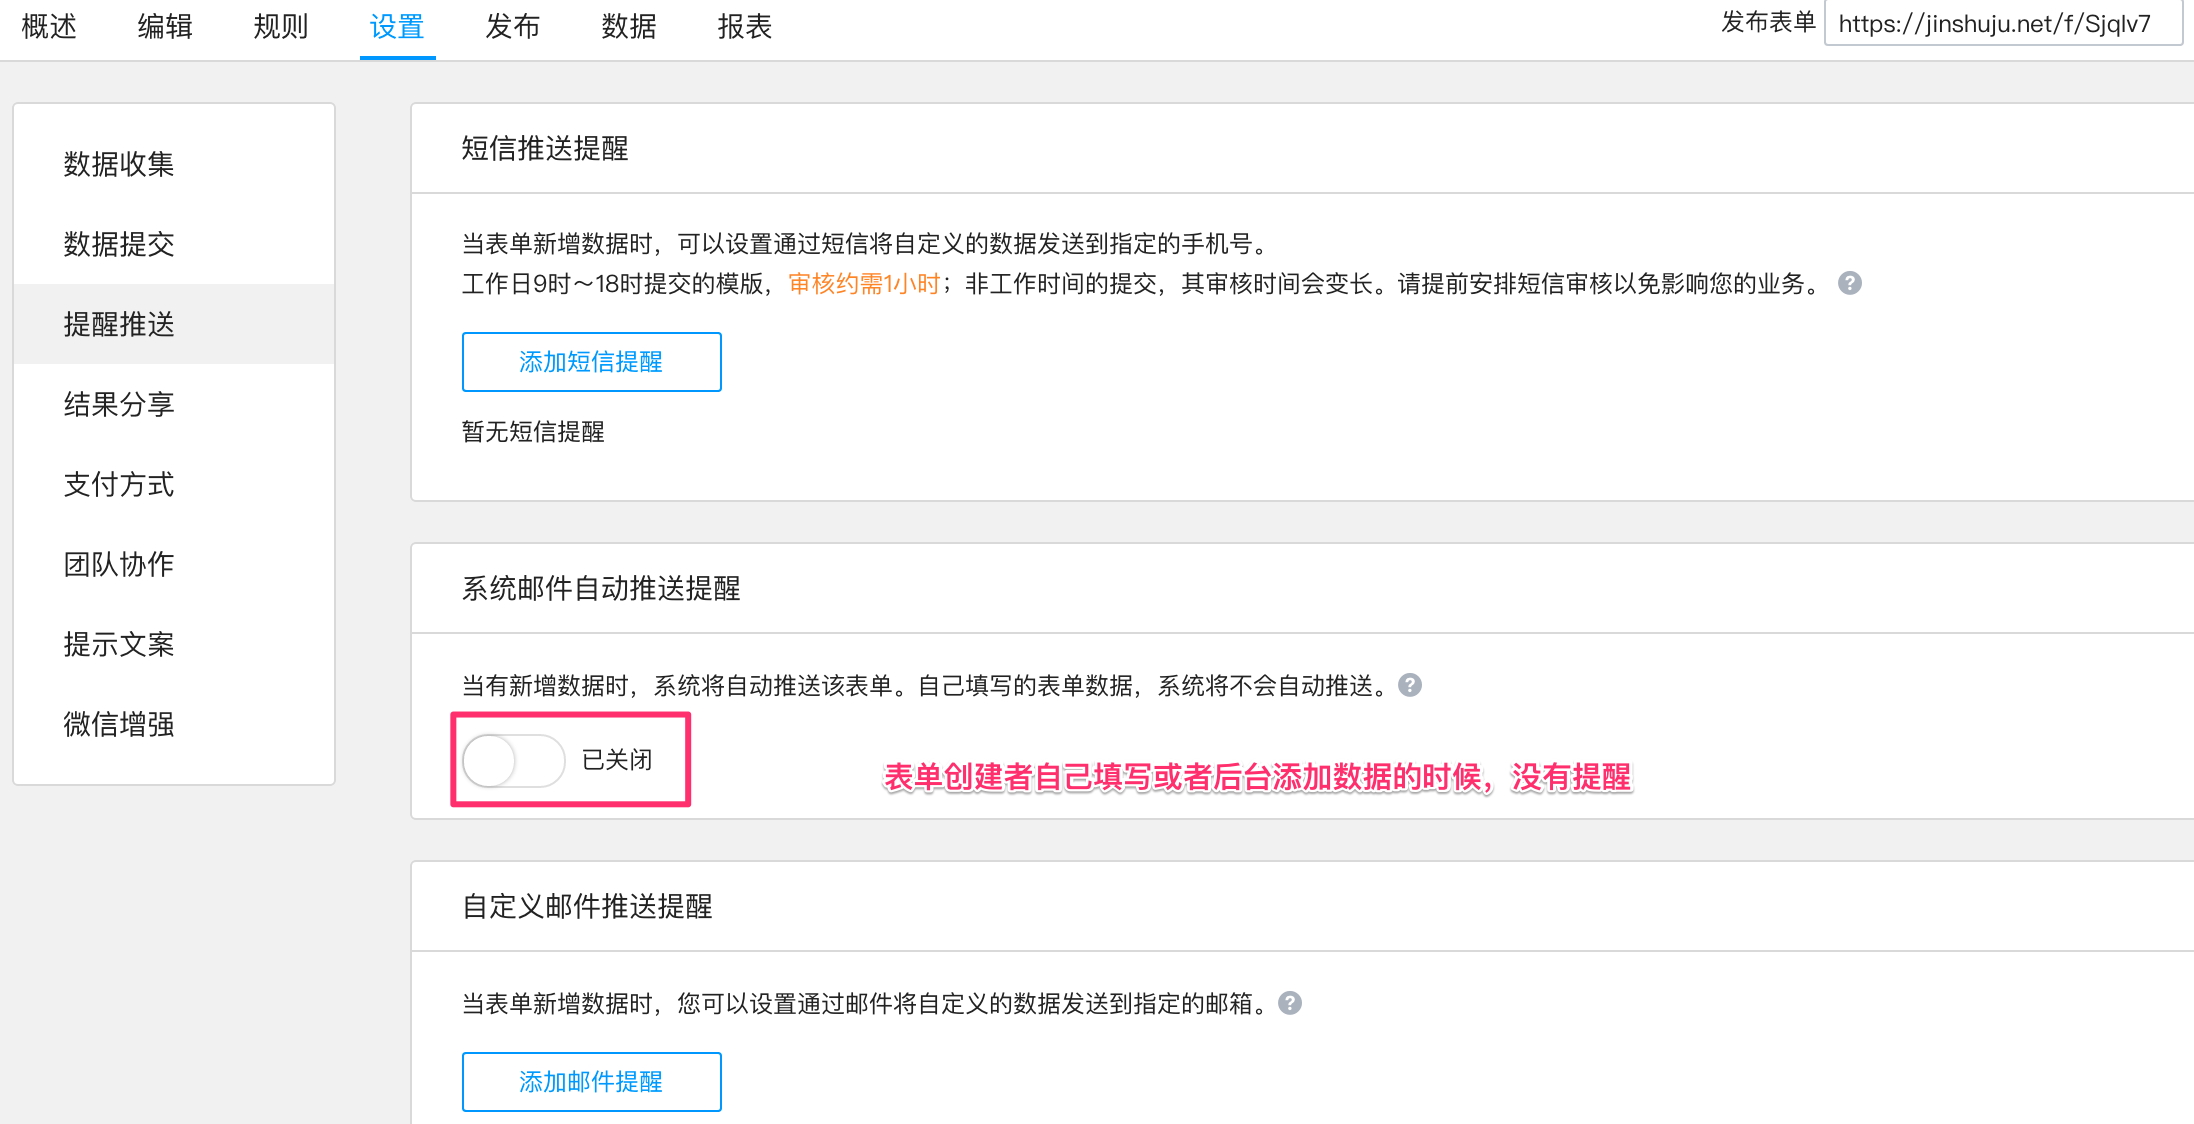 概述 编辑 规则 设置 发布 数据 报表 发布表单 https://jinshuju.net/f/Sjqlv7
数据收集
数据提交
提醒推送
结果分享
支付方式
团队协作
提示文案
微信增强
短信推送提醒
当表单新增数据时，可以设置通过短信将自定义的数据发送到指定的手机号。
工作日9时～18时提交的模版，审核约需1小时；非工作时间的提交，其审核时间会变长。请提前安排短信审核以免影响您的业务。 ?
添加短信提醒
暂无短信提醒
系统邮件自动推送提醒
当有新增数据时，系统将自动推送该表单。自己填写的表单数据，系统将不会自动推送。 ?
已关闭
表单创建者自己填写或者后台添加数据的时候，没有提醒
自定义邮件推送提醒
当表单新增数据时，您可以设置通过邮件将自定义的数据发送到指定的邮箱。 ?
添加邮件提醒